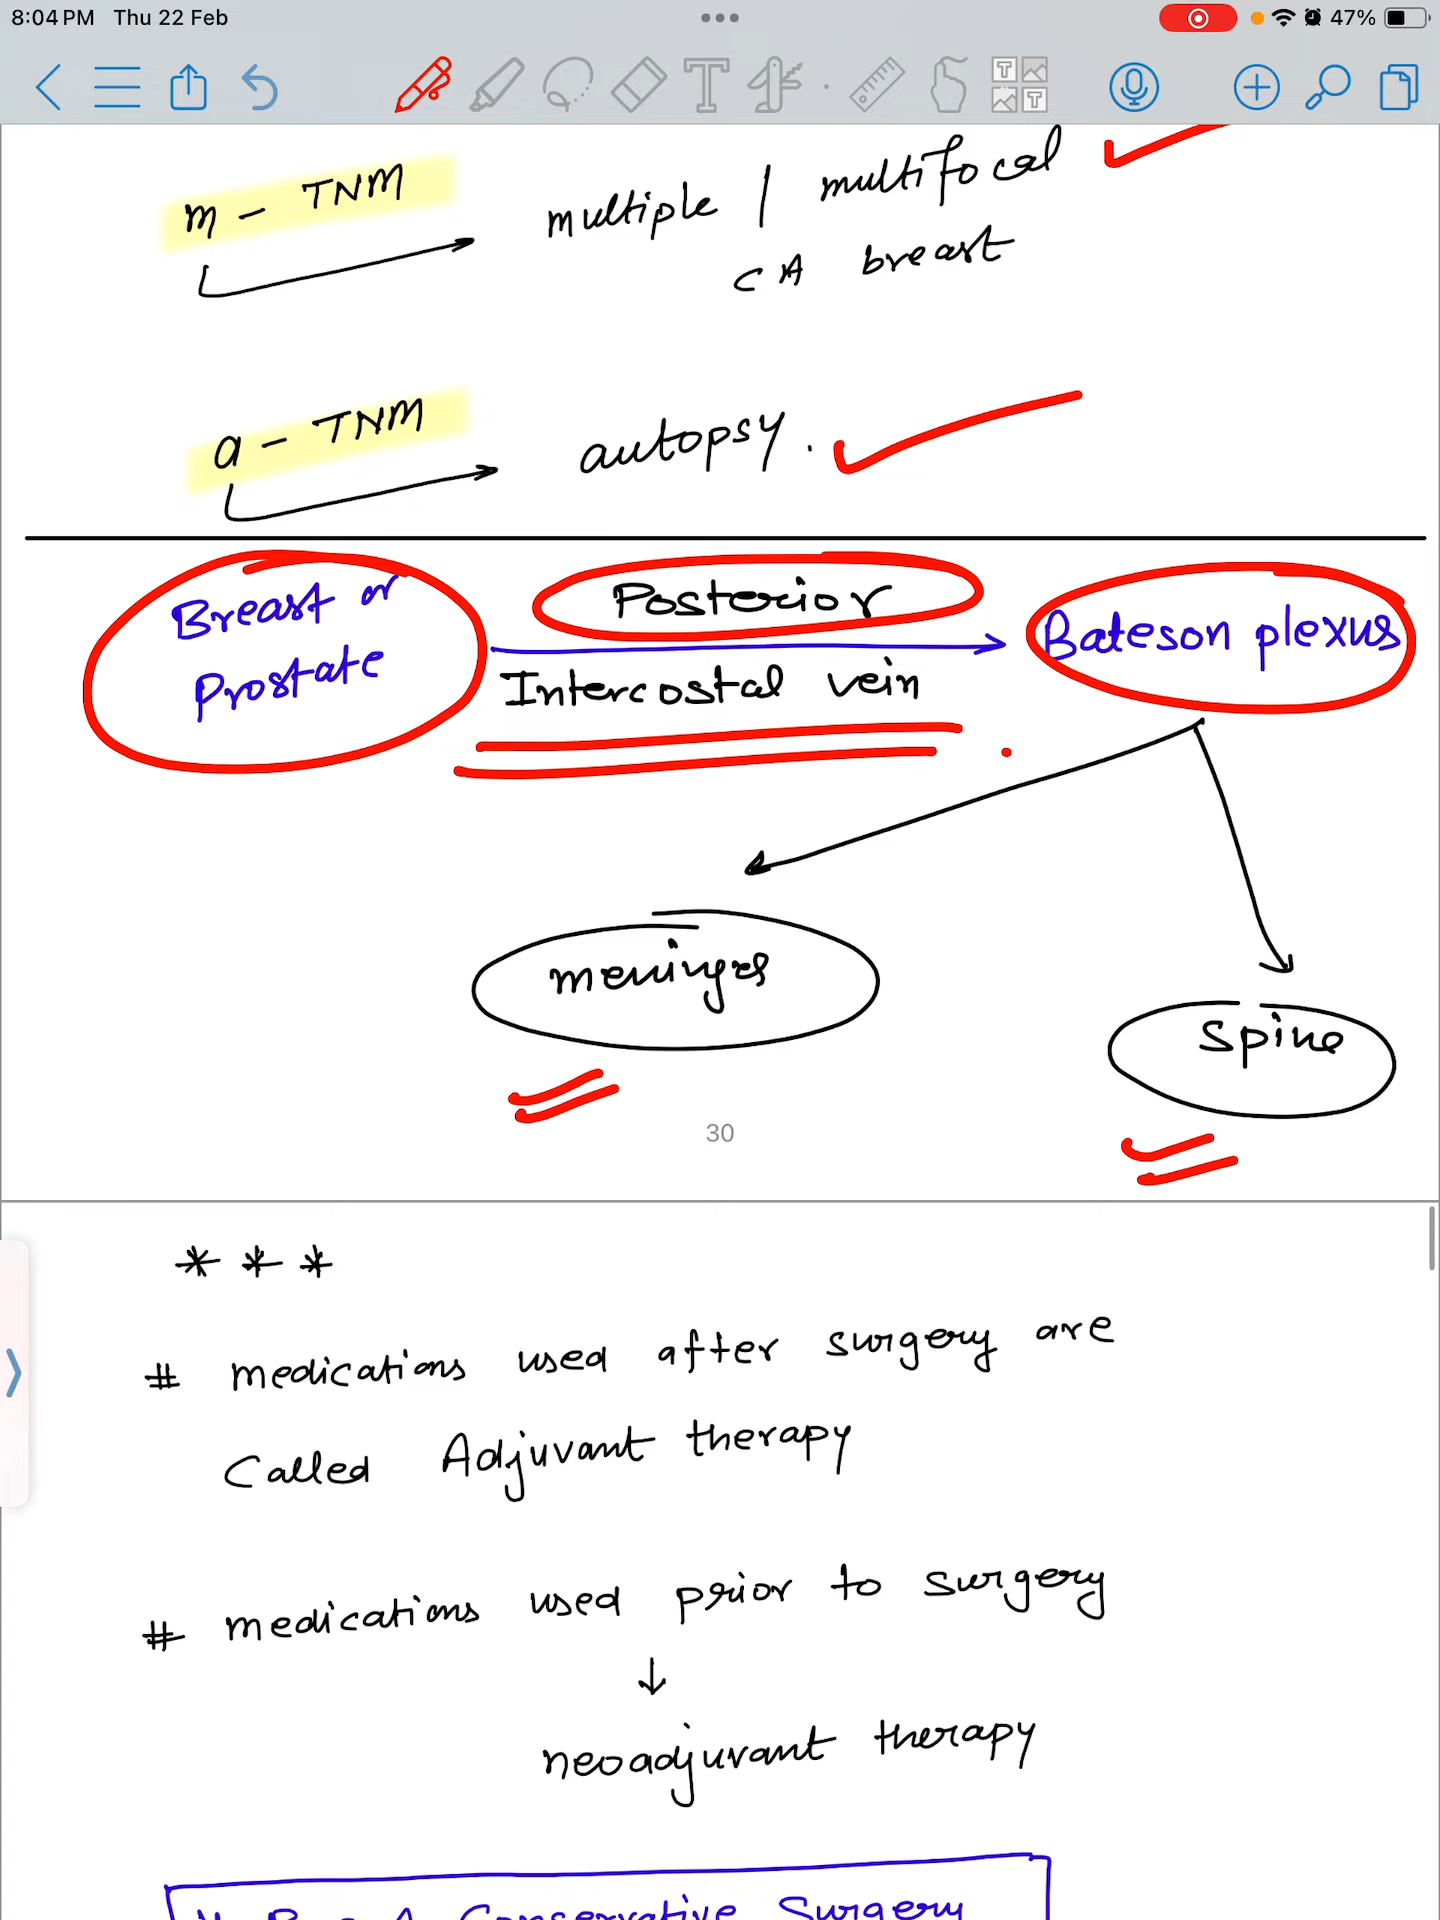 8:04 PM Thu 22 Feb
47%
m - TNM
multiple / multifocal
CA breast
a - TNM
autopsy.
Breast or
Prostate
Posterior
Intercostal vein
Bateson plexus
meninges
Spine
30
* * *
# medications used after surgery are
Called Adjuvant therapy
# medications used prior to surgery
↓
neoadjuvant therapy
Conservative Surgery